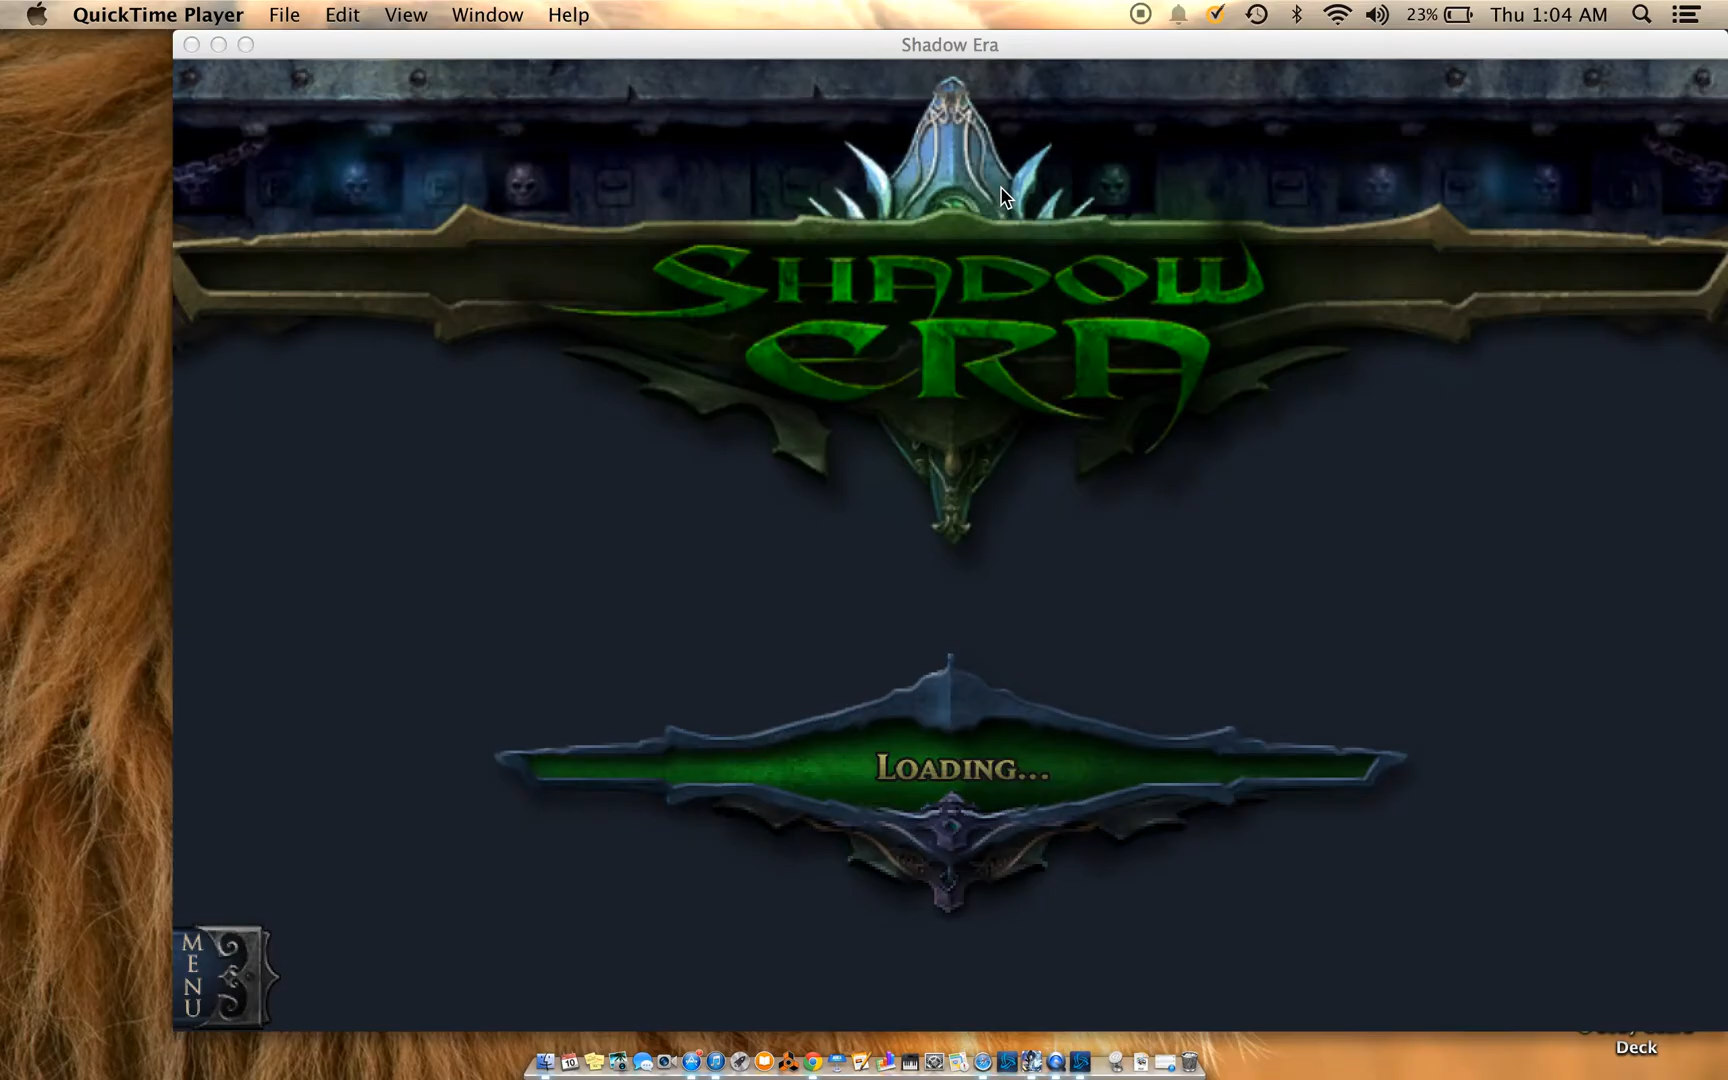 QuickTime Player File Edit View Window Help 23% Thu 1:04 AM
Shadow Era
SHADOW
ERA
LOADING...
MENU
Deck